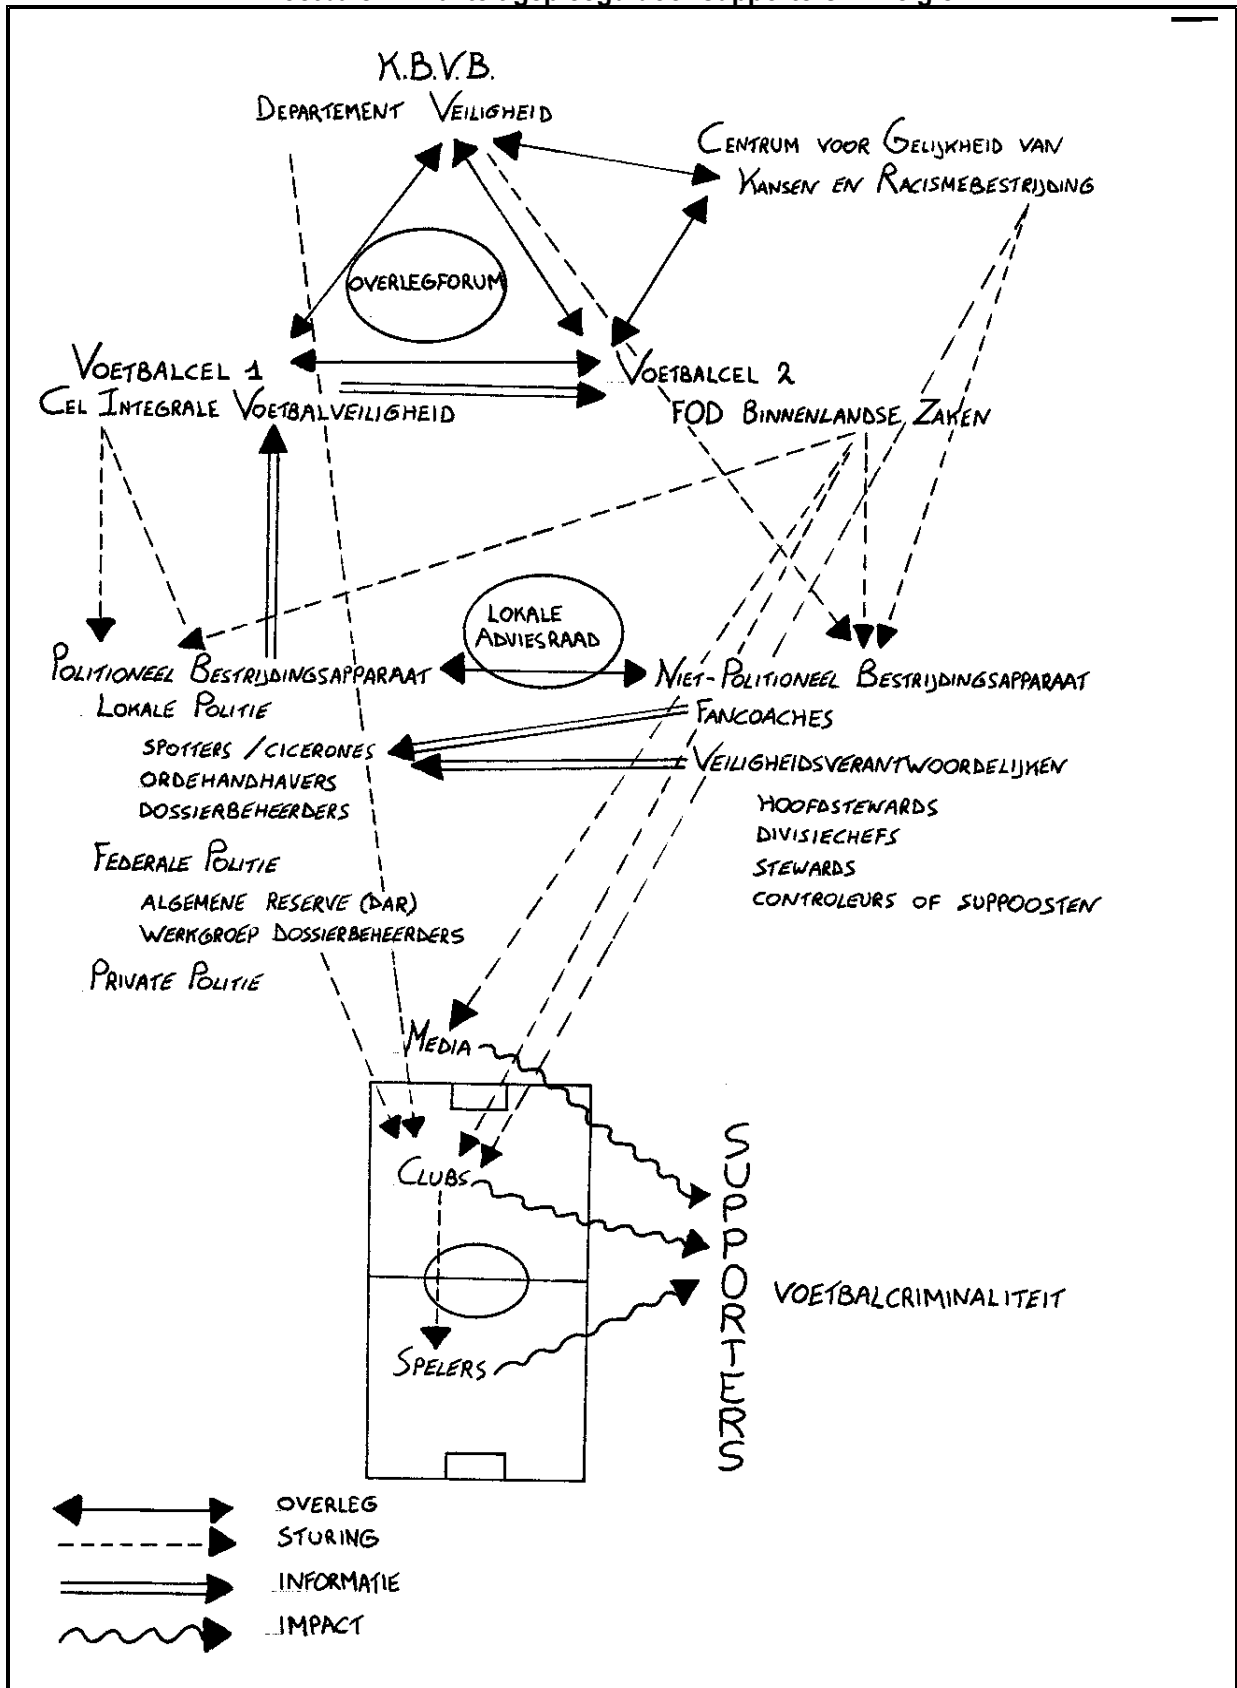 K.B.V.B.
DEPARTEMENT VEILIGHEID
CENTRUM VOOR GELIJKHEID VAN
KANSEN EN RACISMEBESTRIJDING
OVERLEGFORUM
VOETBALCEL 1
CEL INTEGRALE VOETBALVEILIGHEID
VOETBALCEL 2
FOD BINNENLANDSE ZAKEN
LOKALE
ADVIESRAAD
POLITIONEEL BESTRIJDINGSAPPARAAT
LOKALE POLITIE
SPOTTERS / CICERONES
ORDEHANDHAVERS
DOSSIERBEHEERDERS
FEDERALE POLITIE
ALGEMENE RESERVE (DAR)
WERKGROEP DOSSIERBEHEERDERS
PRIVATE POLITIE
NIET-POLITIONEEL BESTRIJDINGSAPPARAAT
FANCOACHES
VEILIGHEIDSVERANTWOORDELIJKEN
HOOFDSTEWARDS
DIVISIECHEFS
STEWARDS
CONTROLEURS OF SUPPOOSTEN
MEDIA
CLUBS
SPELERS
SUPPORTERS
VOETBALCRIMINALITEIT
OVERLEG
STURING
INFORMATIE
IMPACT